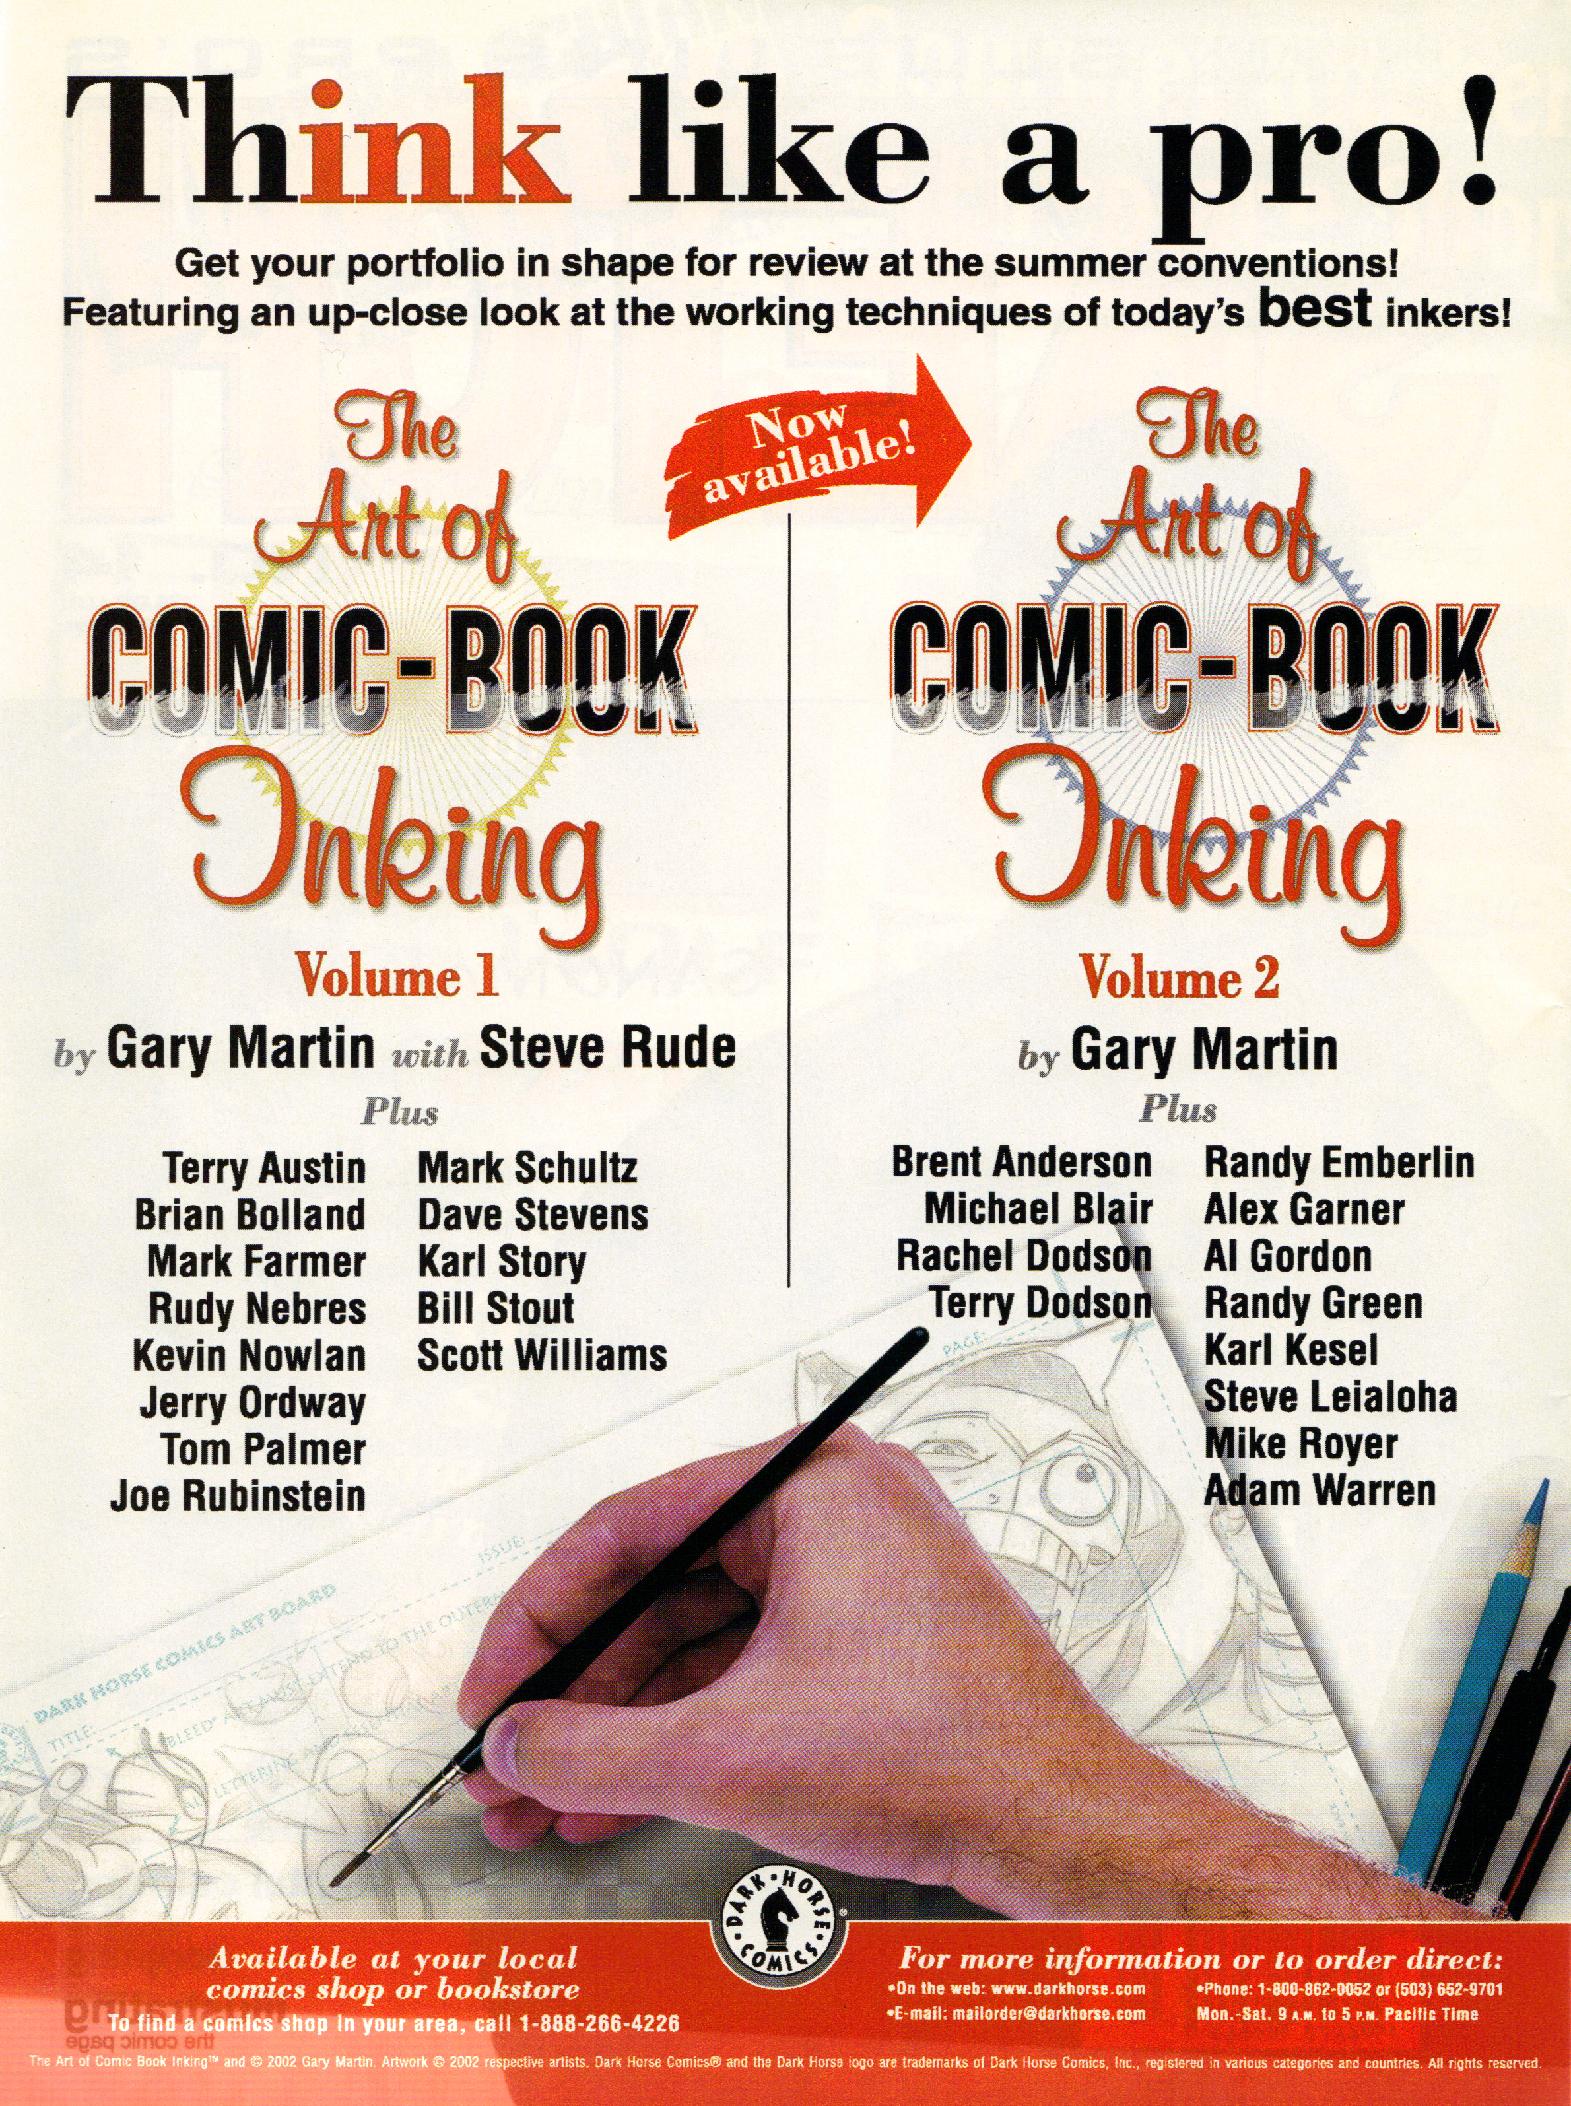 Think like a pro!
Get your portfolio in shape for review at the summer conventions!
Featuring an up-close look at the working techniques of today's best inkers!
Now
available!
The
Art of
COMIC-BOOK
Inking
Volume 1
by Gary Martin with Steve Rude
Plus
Terry Austin
Brian Bolland
Mark Farmer
Rudy Nebres
Kevin Nowlan
Jerry Ordway
Tom Palmer
Joe Rubinstein
Mark Schultz
Dave Stevens
Karl Story
Bill Stout
Scott Williams
The
Art of
COMIC-BOOK
Inking
Volume 2
by Gary Martin
Plus
Brent Anderson
Michael Blair
Rachel Dodson
Terry Dodson
Randy Emberlin
Alex Garner
Al Gordon
Randy Green
Karl Kesel
Steve Leialoha
Mike Royer
Adam Warren
PAGE:
ISSUE:
DARK HORSE COMICS ART BOARD
TITLE:
"BLEED" MUST EXTEND TO THE OUTER
LETTERING
DARK HORSE COMICS
®
Available at your local
comics shop or bookstore
To find a comics shop in your area, call 1-888-266-4226
For more information or to order direct:
•On the web: www.darkhorse.com
•E-mail: mailorder@darkhorse.com
•Phone: 1-800-862-0052 or (503) 652-9701
Mon.-Sat. 9 A.M. to 5 P.M. Pacific Time
The Art of Comic Book Inking™ and © 2002 Gary Martin. Artwork © 2002 respective artists. Dark Horse Comics® and the Dark Horse logo are trademarks of Dark Horse Comics, Inc., registered in various categories and countries. All rights reserved.